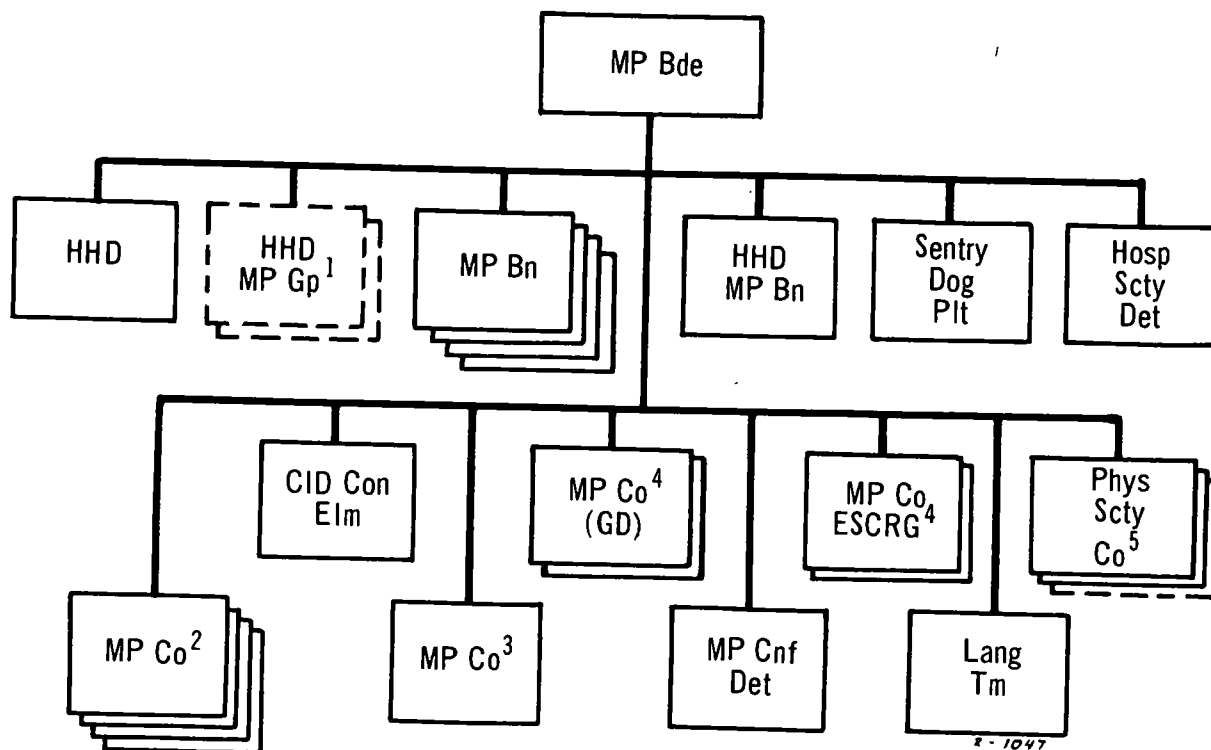 MP Bde
HHD
HHD
MP Gp¹
MP Bn
HHD
MP Bn
Sentry
Dog
Plt
Hosp
Scty
Det
CID Con
Elm
MP Co⁴
(GD)
MP Co
ESCRG⁴
Phys
Scty
Co⁵
MP Co²
MP Co³
MP Cnf
Det
Lang
Tm
2 - 1047